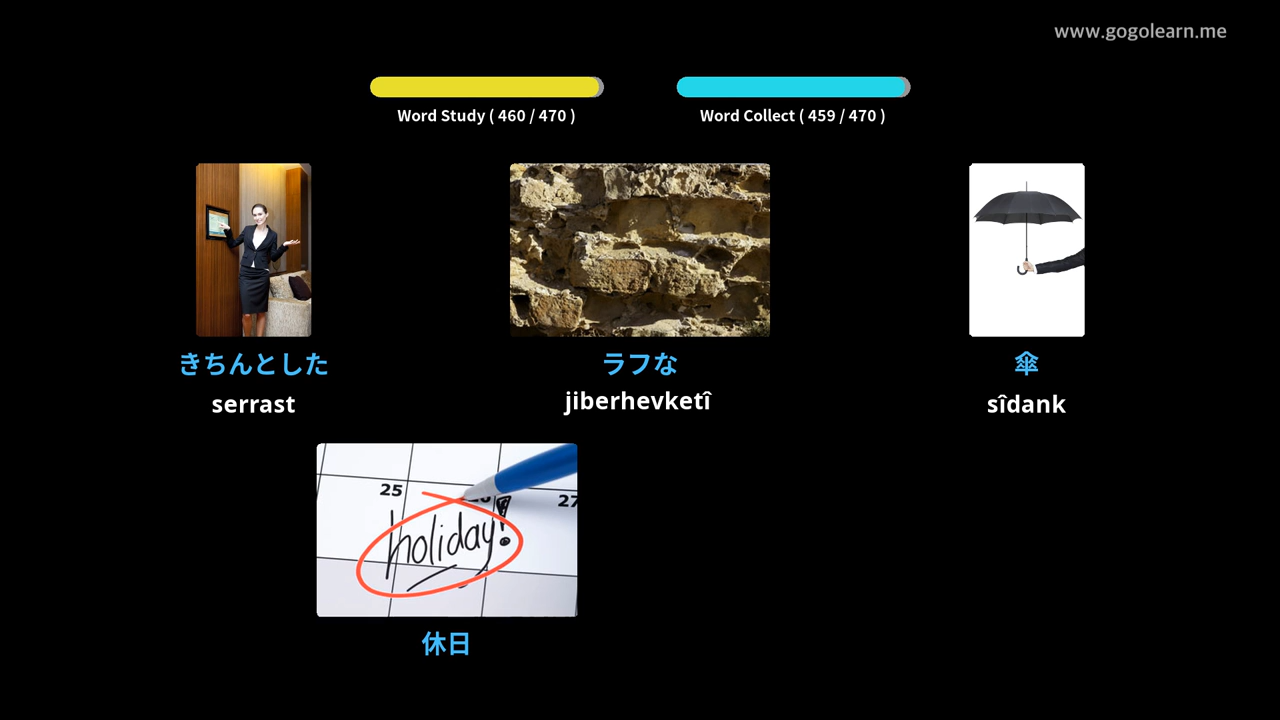 www.gogolearn.me
Word Study ( 460 / 470 )
Word Collect ( 459 / 470 )
きちんとした
serrast
ラフな
jiberhevketî
傘
sîdank
25
27
holiday!
休日